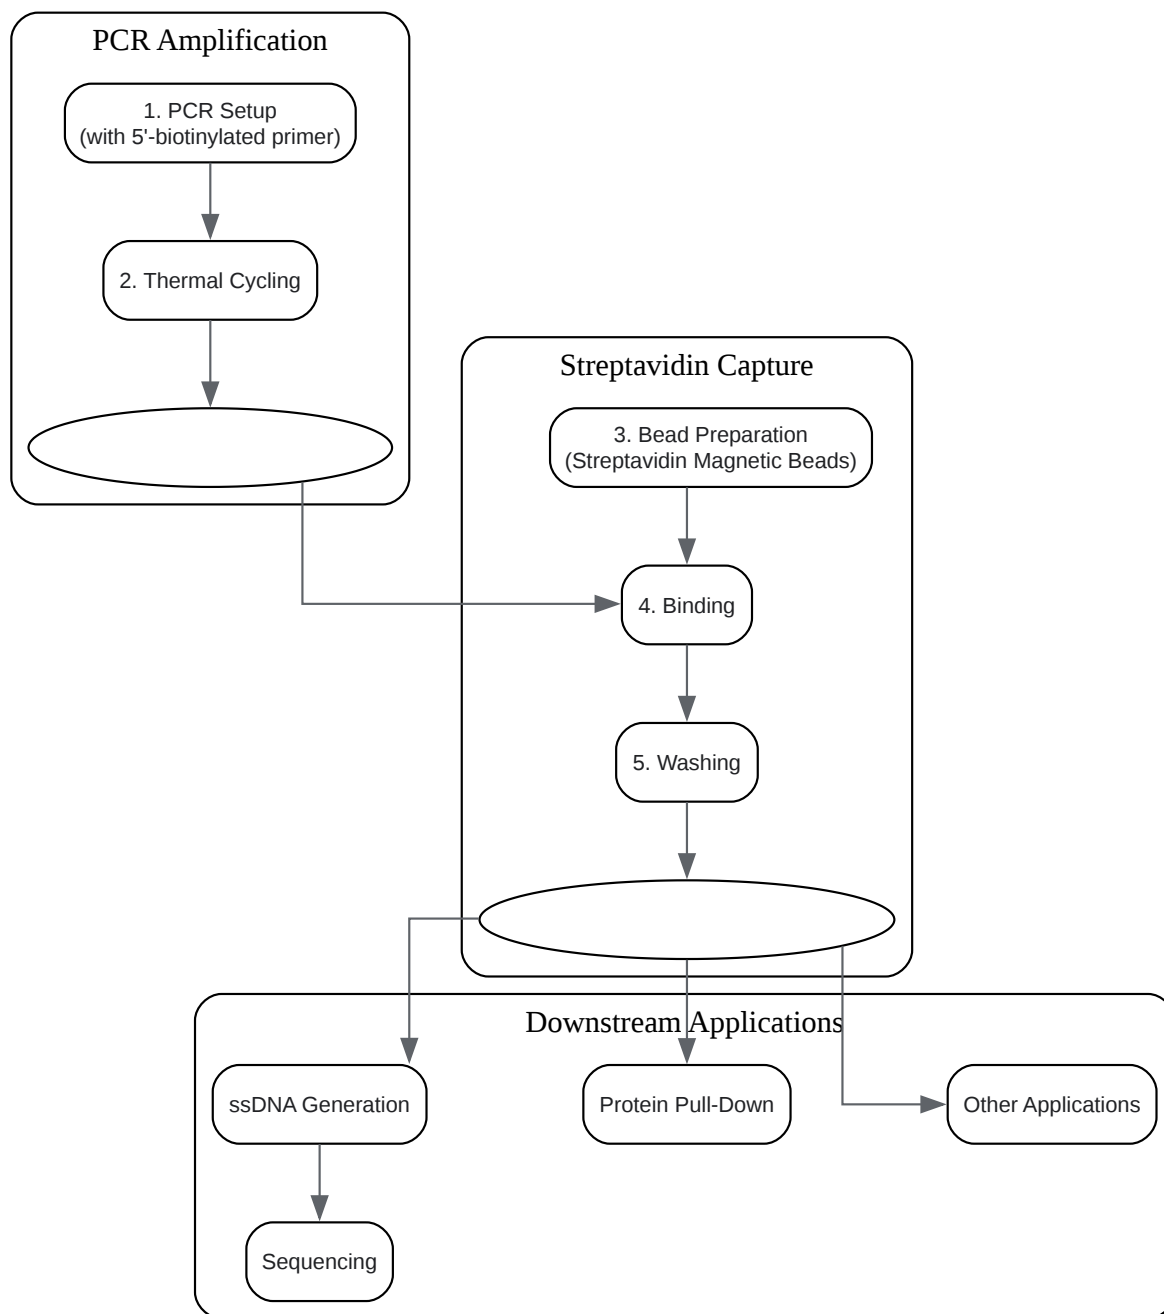 PCR Amplification
1. PCR Setup
(with 5'-biotinylated primer)
2. Thermal Cycling
Streptavidin Capture
3. Bead Preparation
(Streptavidin Magnetic Beads)
4. Binding
5. Washing
Downstream Applications
ssDNA Generation
Protein Pull-Down
Other Applications
Sequencing